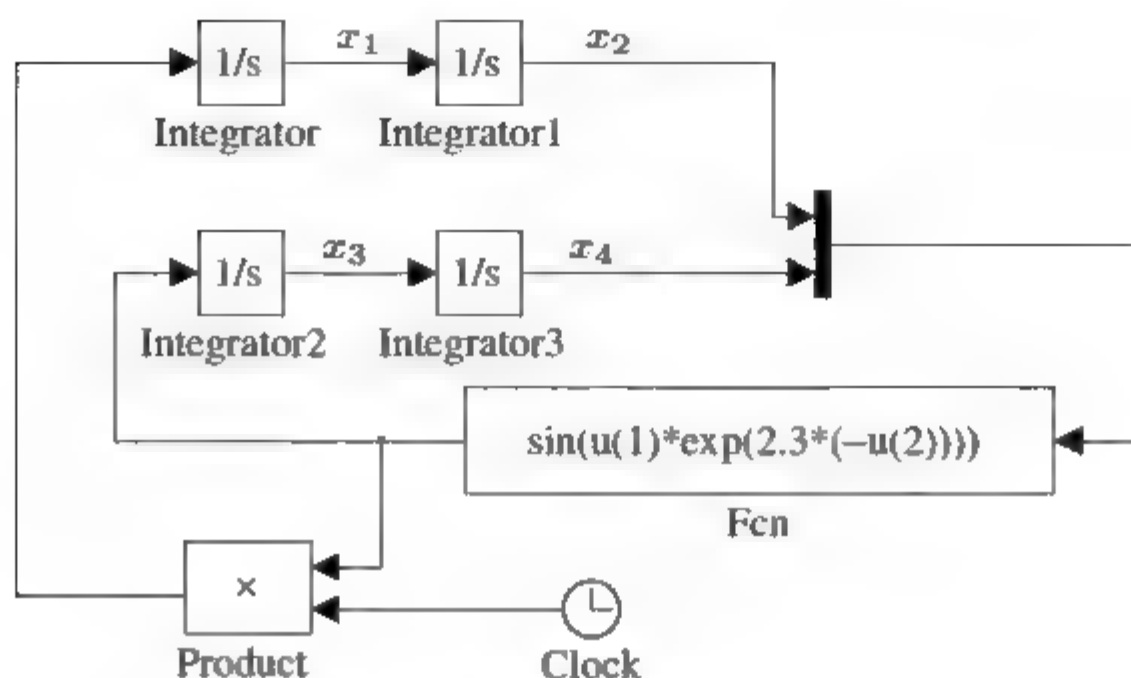 1/s x₁ 1/s x₂
Integrator Integrator1
1/s x₃ 1/s x₄
Integrator2 Integrator3
sin(u(1)*exp(2.3*(−u(2))))
Fcn
×
Product Clock